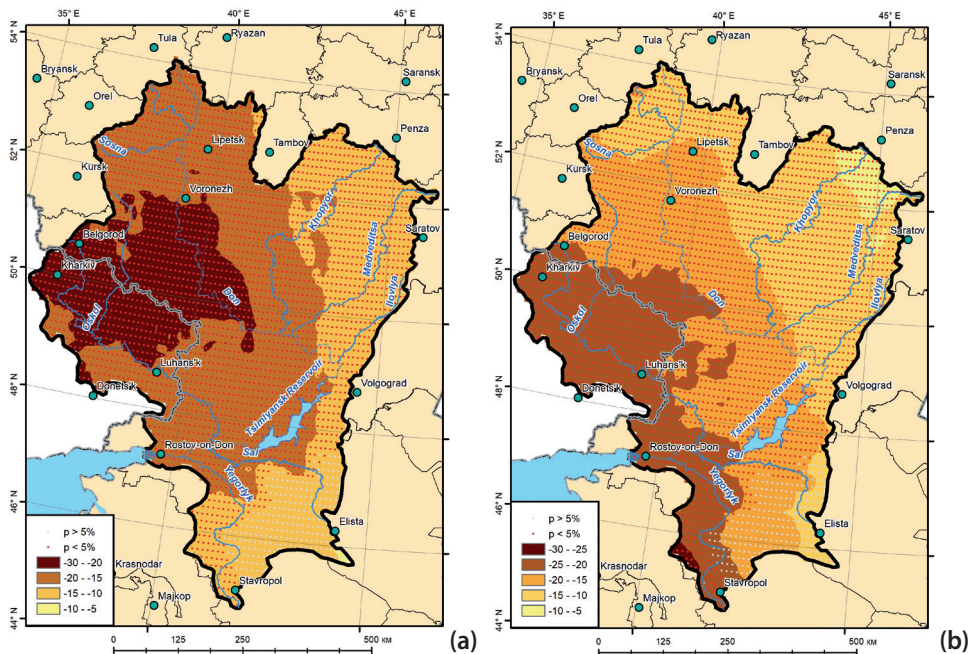 35° E
40° E
45° E
54° N
52° N
50° N
48° N
46° N
44° N
Tula
Ryazan
Bryansk
Saransk
Orel
Penza
Sosna
Lipetsk
Tambov
Kursk
Voronezh
Khopyor
Medveditsa
Saratov
Belgorod
Kharkiv
Ilovlya
Oskol
Don
Luhans'k
Donets'k
Volgograd
Tsimlyansk Reservoir
Rostov-on-Don
Sal
Yegorlyk
Elista
Stavropol
Krasnodar
Majkop
p > 5%
p < 5%
-30 - -20
-20 - -15
-15 - -10
-10 - -5
0 125 250 500 КМ
(a)
35° E
40° E
45° E
54° N
52° N
50° N
48° N
46° N
44° N
Tula
Ryazan
Bryansk
Saransk
Orel
Penza
Sosna
Lipetsk
Tambov
Kursk
Voronezh
Khopyor
Medveditsa
Saratov
Belgorod
Kharkiv
Ilovlya
Oskol
Don
Luhans'k
Donets'k
Volgograd
Tsimlyansk Reservoir
Rostov-on-Don
Sal
Yegorlyk
Elista
Stavropol
Krasnodar
Majkop
p > 5%
p < 5%
-30 - -25
-25 - -20
-20 - -15
-15 - -10
-10 - -5
0 125 250 500 КМ
(b)